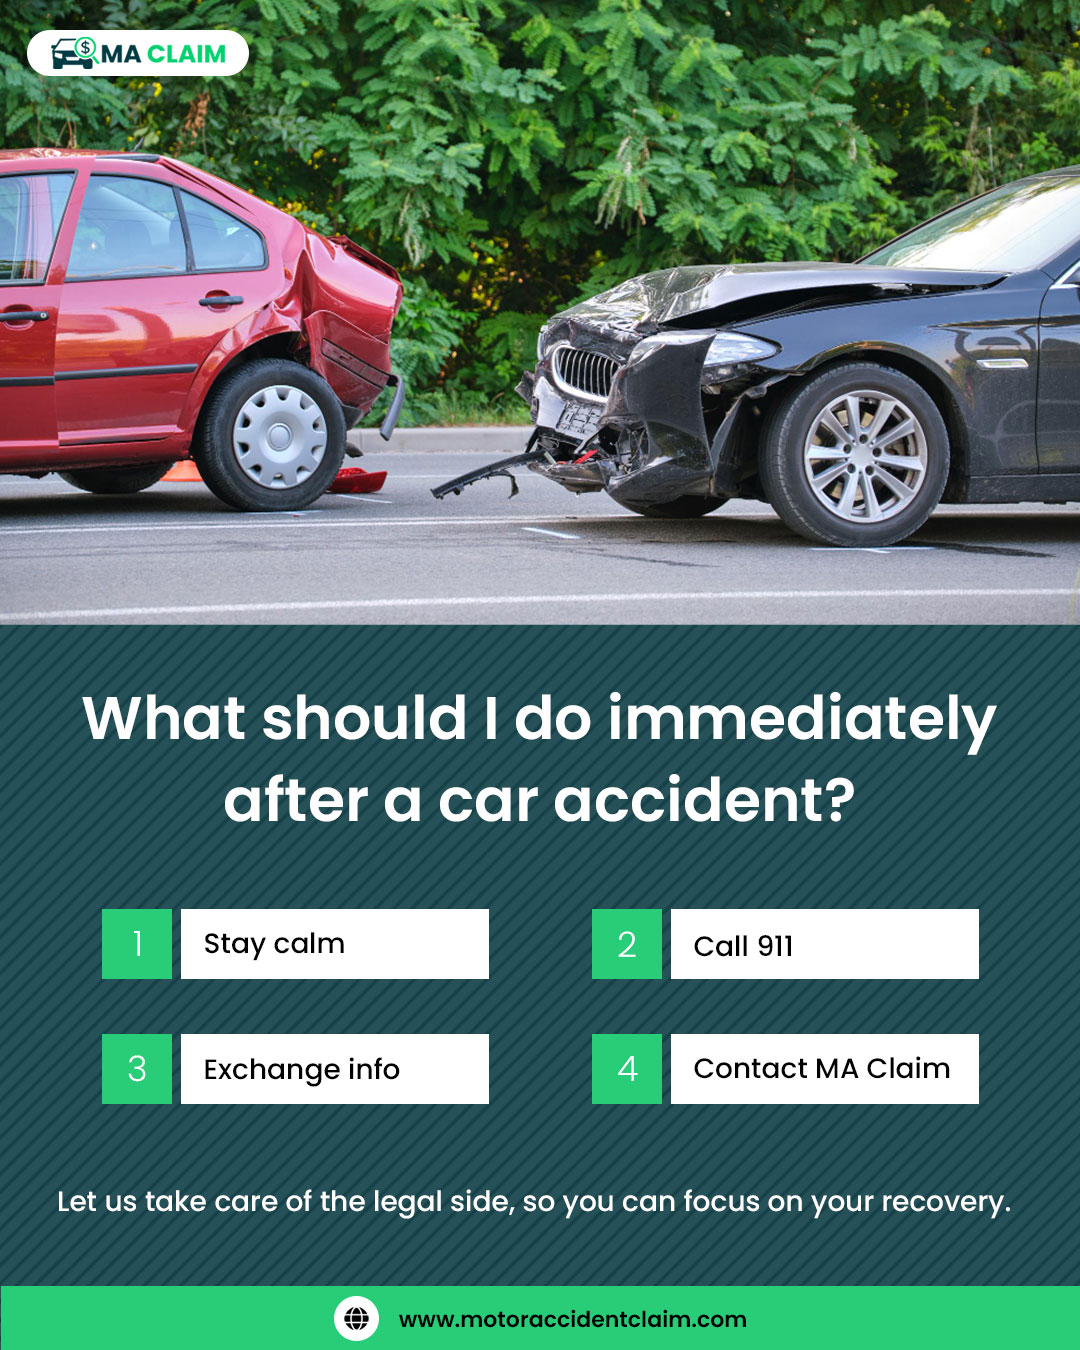 MA CLAIM
What should I do immediately
after a car accident?
1 Stay calm
2 Call 911
3 Exchange info
4 Contact MA Claim
Let us take care of the legal side, so you can focus on your recovery.
www.motoraccidentclaim.com